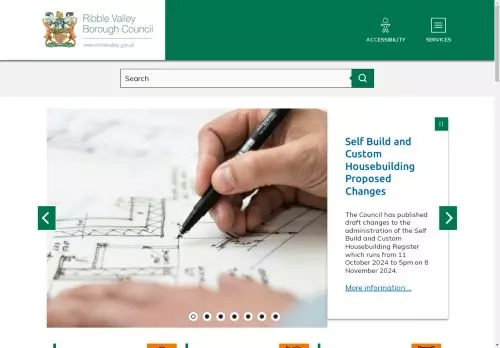 Ribble Valley
Borough Council
www.ribblevalley.gov.uk
ACCESSIBILITY
SERVICES
Search
Self Build and
Custom
Housebuilding
Proposed
Changes
The Council has published
draft changes to the
administration of the Self
Build and Custom
Housebuilding Register
which runs from 11
October 2024 to 5pm on 8
November 2024.
More information ...